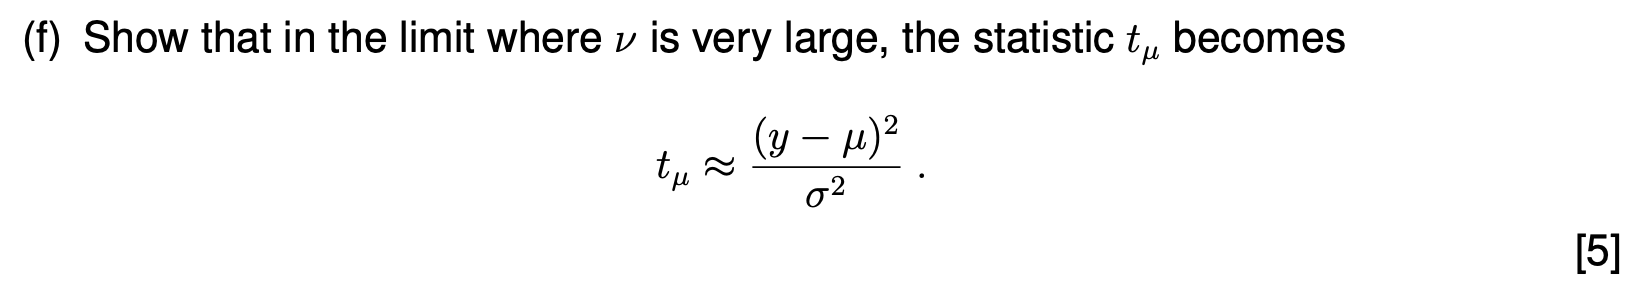 (f) Show that in the limit where ν is very large, the statistic t_μ becomes
t_μ ≈ (y − μ)² / σ² .
[5]